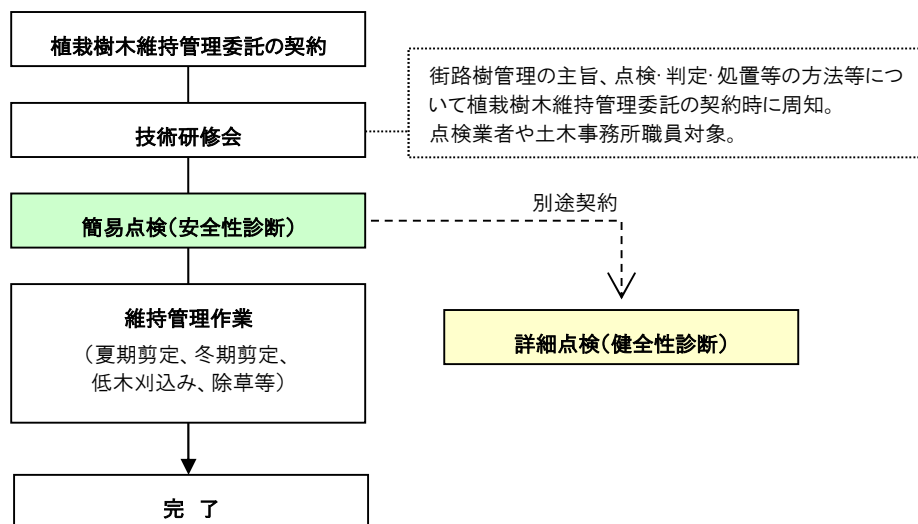 植栽樹木維持管理委託の契約
街路樹管理の主旨、点検･判定･処置等の方法等につ
いて植栽樹木維持管理委託の契約時に周知。
点検業者や土木事務所職員対象。
技術研修会
別途契約
簡易点検（安全性診断）
維持管理作業
（夏期剪定、冬期剪定、
低木刈込み、除草等）
詳細点検（健全性診断）
完 了